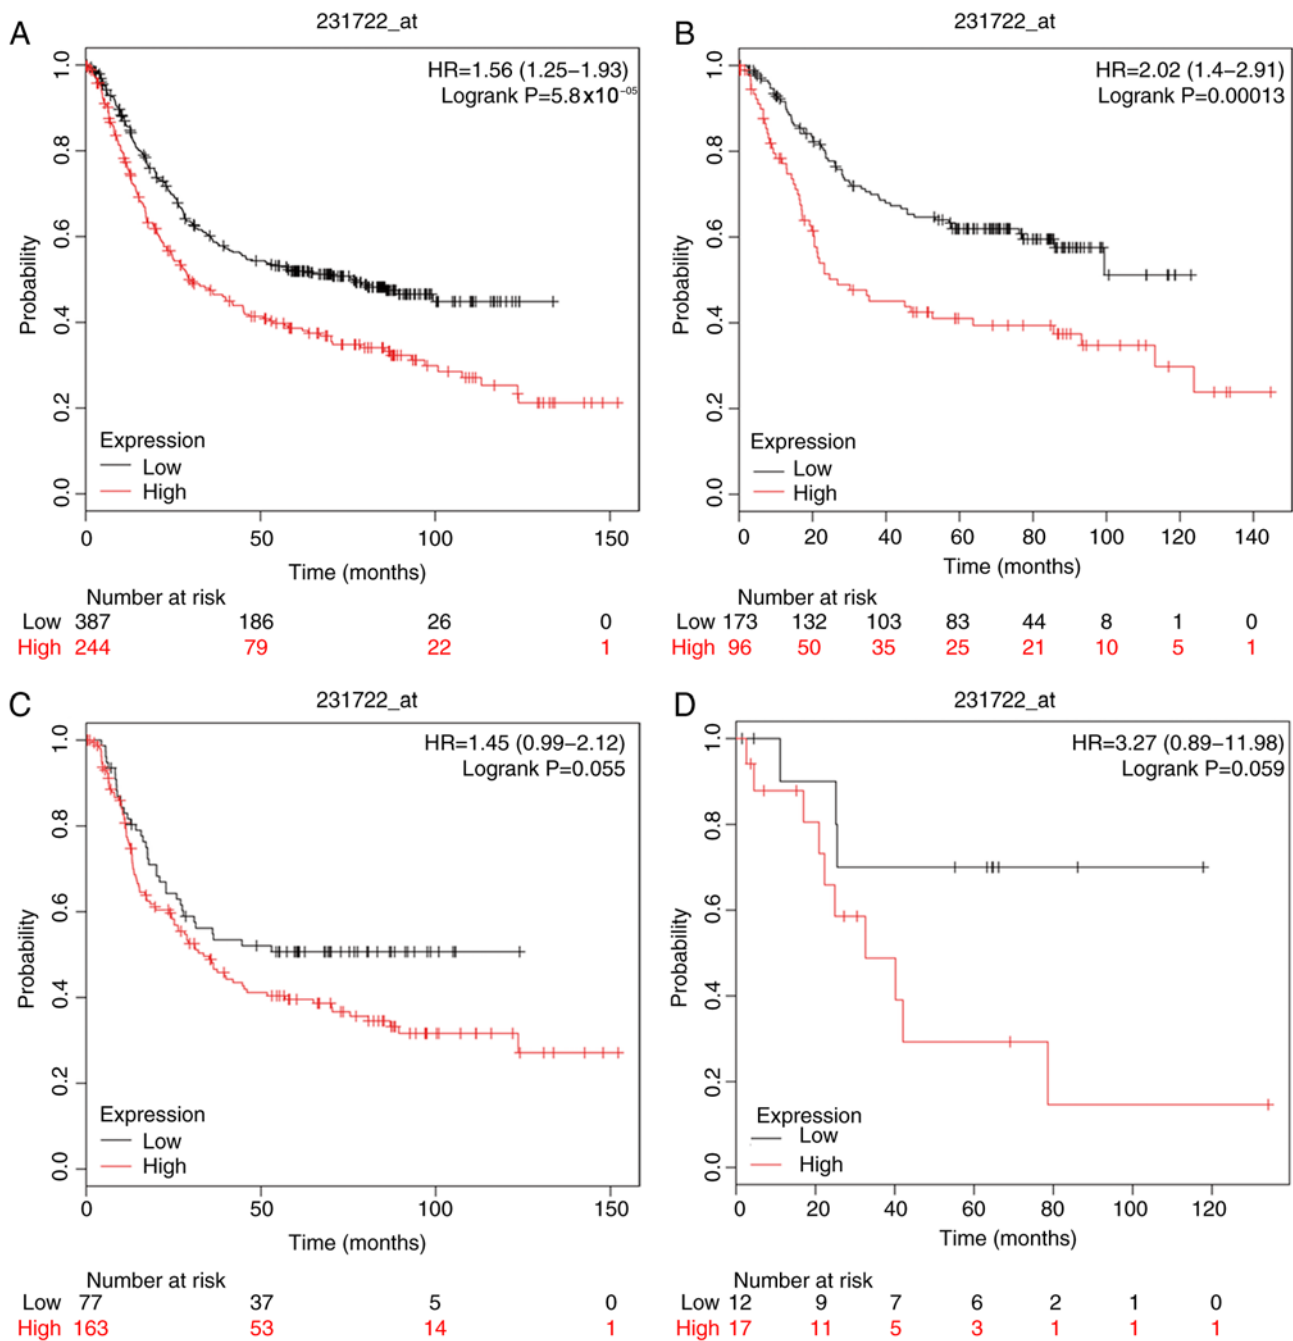 A
231722_at
HR=1.56 (1.25–1.93)
Logrank P=5.8x10⁻⁰⁵
Probability
1.0
0.8
0.6
0.4
0.2
0.0
Expression
Low
High
0 50 100 150
Time (months)
Number at risk
Low 387 186 26 0
High 244 79 22 1
B
231722_at
HR=2.02 (1.4–2.91)
Logrank P=0.00013
Probability
1.0
0.8
0.6
0.4
0.2
0.0
Expression
Low
High
0 20 40 60 80 100 120 140
Time (months)
Number at risk
Low 173 132 103 83 44 8 1 0
High 96 50 35 25 21 10 5 1
C
231722_at
HR=1.45 (0.99–2.12)
Logrank P=0.055
Probability
1.0
0.8
0.6
0.4
0.2
0.0
Expression
Low
High
0 50 100 150
Time (months)
Number at risk
Low 77 37 5 0
High 163 53 14 1
D
231722_at
HR=3.27 (0.89–11.98)
Logrank P=0.059
Probability
1.0
0.8
0.6
0.4
0.2
0.0
Expression
Low
High
0 20 40 60 80 100 120
Time (months)
Number at risk
Low 12 9 7 6 2 1 0
High 17 11 5 3 1 1 1